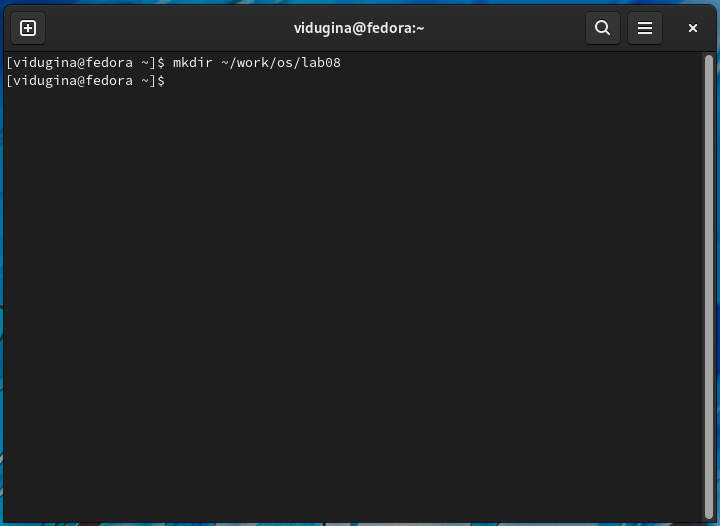 vidugina@fedora:~
[vidugina@fedora ~]$ mkdir ~/work/os/lab08
[vidugina@fedora ~]$